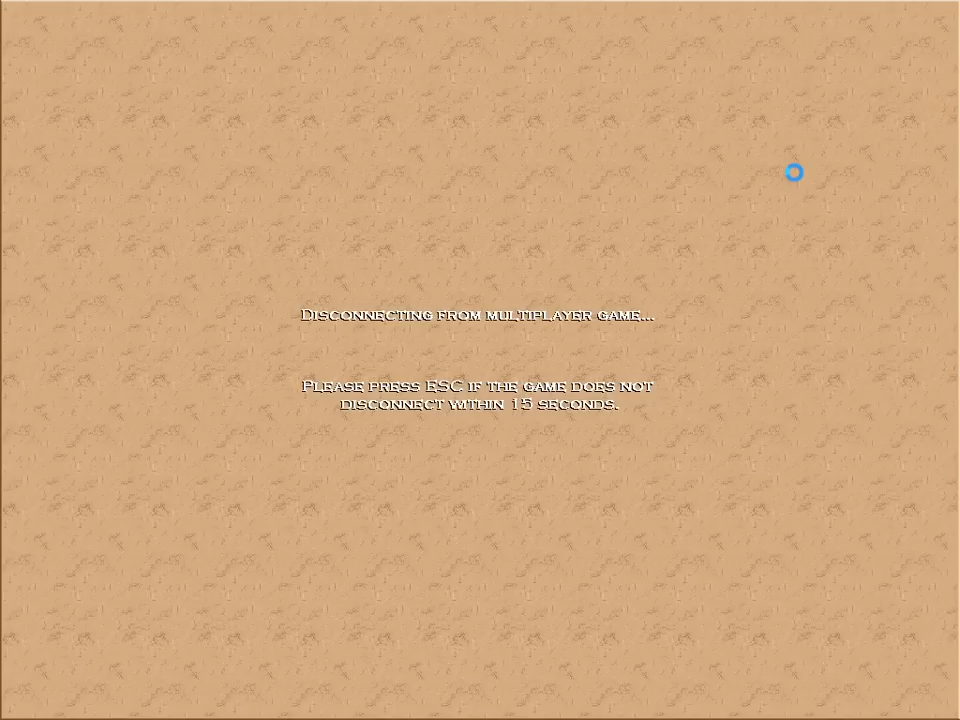 Disconnecting from multiplayer game...
Please press ESC if the game does not
disconnect within 15 seconds.